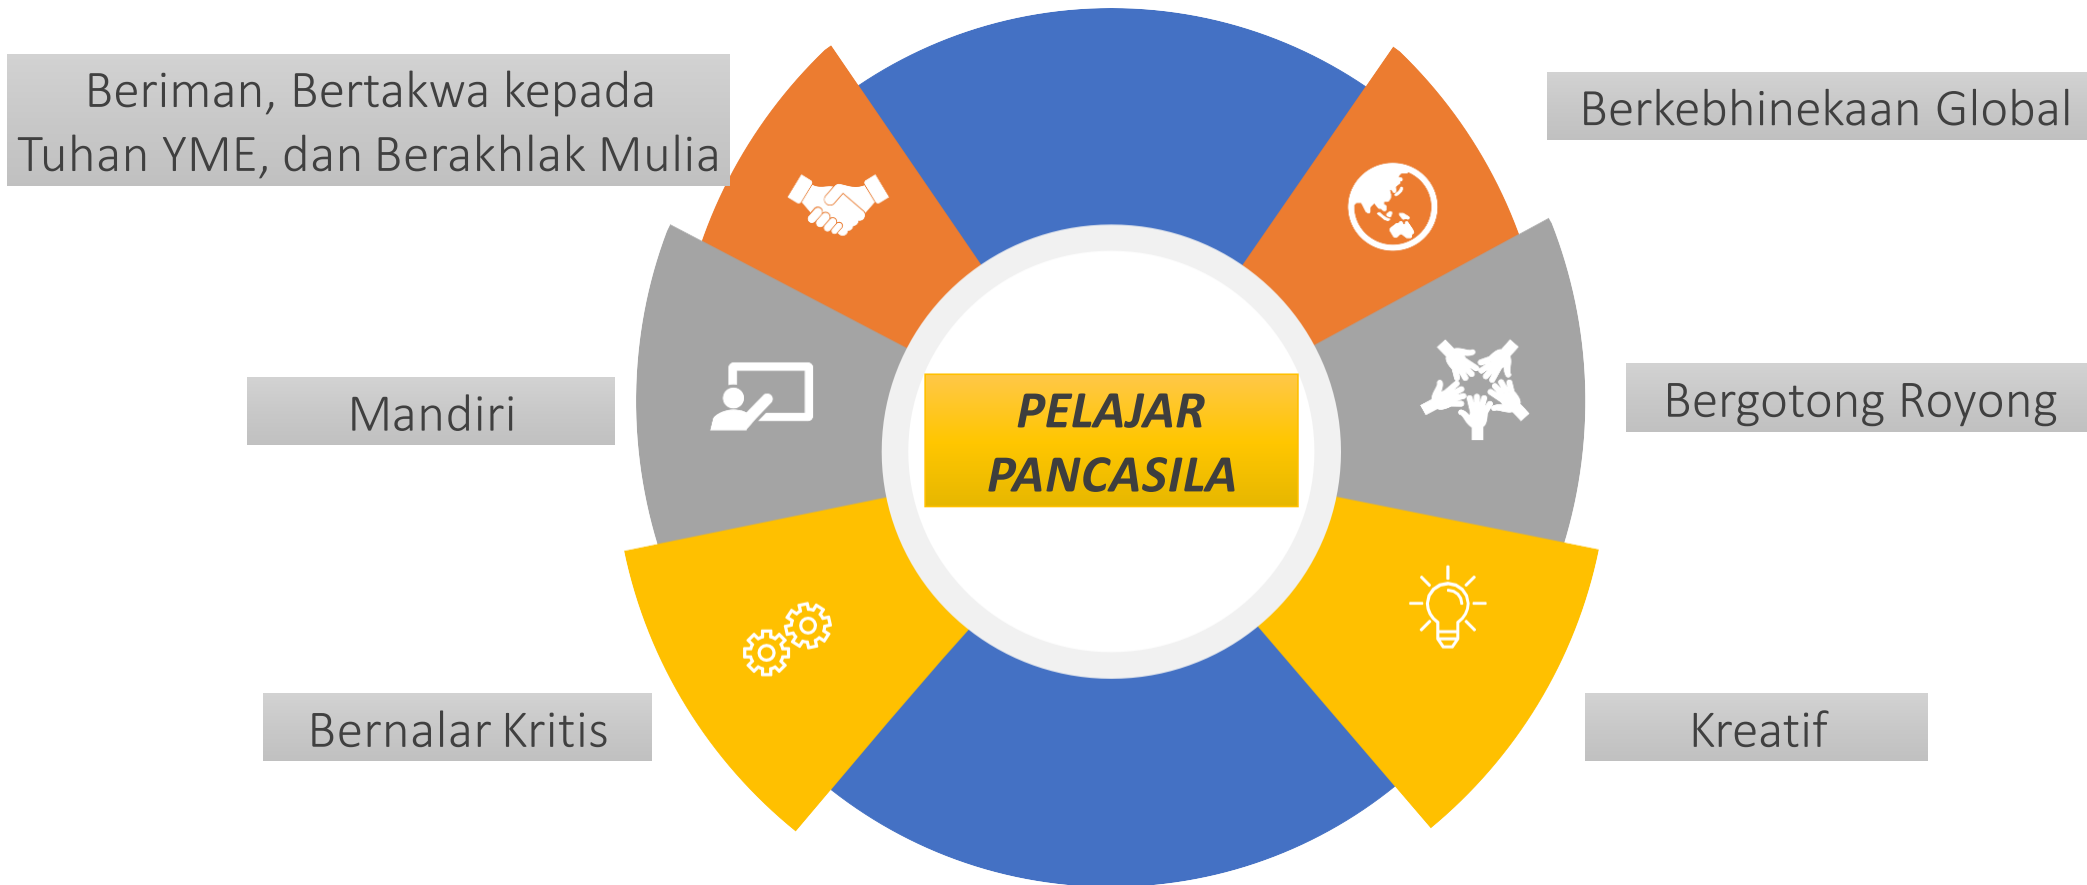 Beriman, Bertakwa kepada
Tuhan YME, dan Berakhlak Mulia
Berkebhinekaan Global
Mandiri
PELAJAR
PANCASILA
Bergotong Royong
Bernalar Kritis
Kreatif